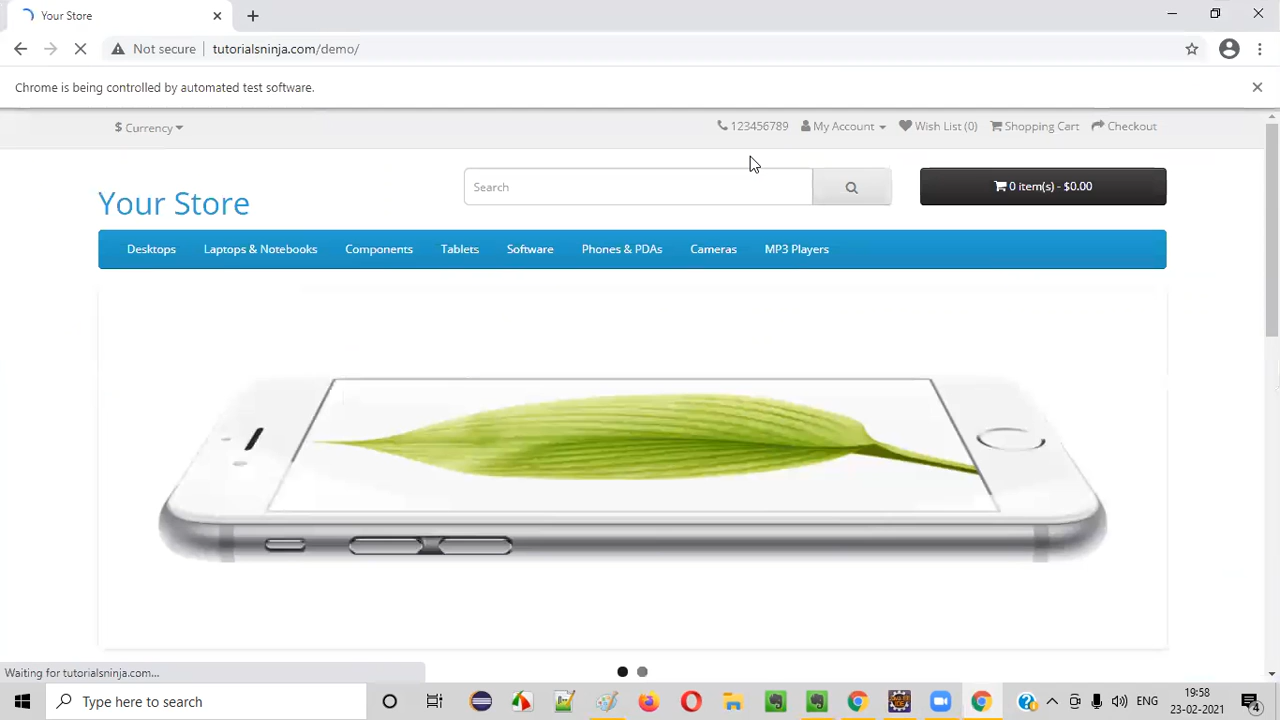 Your Store
Not secure
tutorialsninja.com/demo/
Chrome is being controlled by automated test software.
$ Currency
123456789
My Account
Wish List (0)
Shopping Cart
Checkout
Your Store
Search
0 item(s) - $0.00
Desktops
Laptops & Notebooks
Components
Tablets
Software
Phones & PDAs
Cameras
MP3 Players
Waiting for tutorialsninja.com...
Type here to search
ENG
19:58
23-02-2021
4